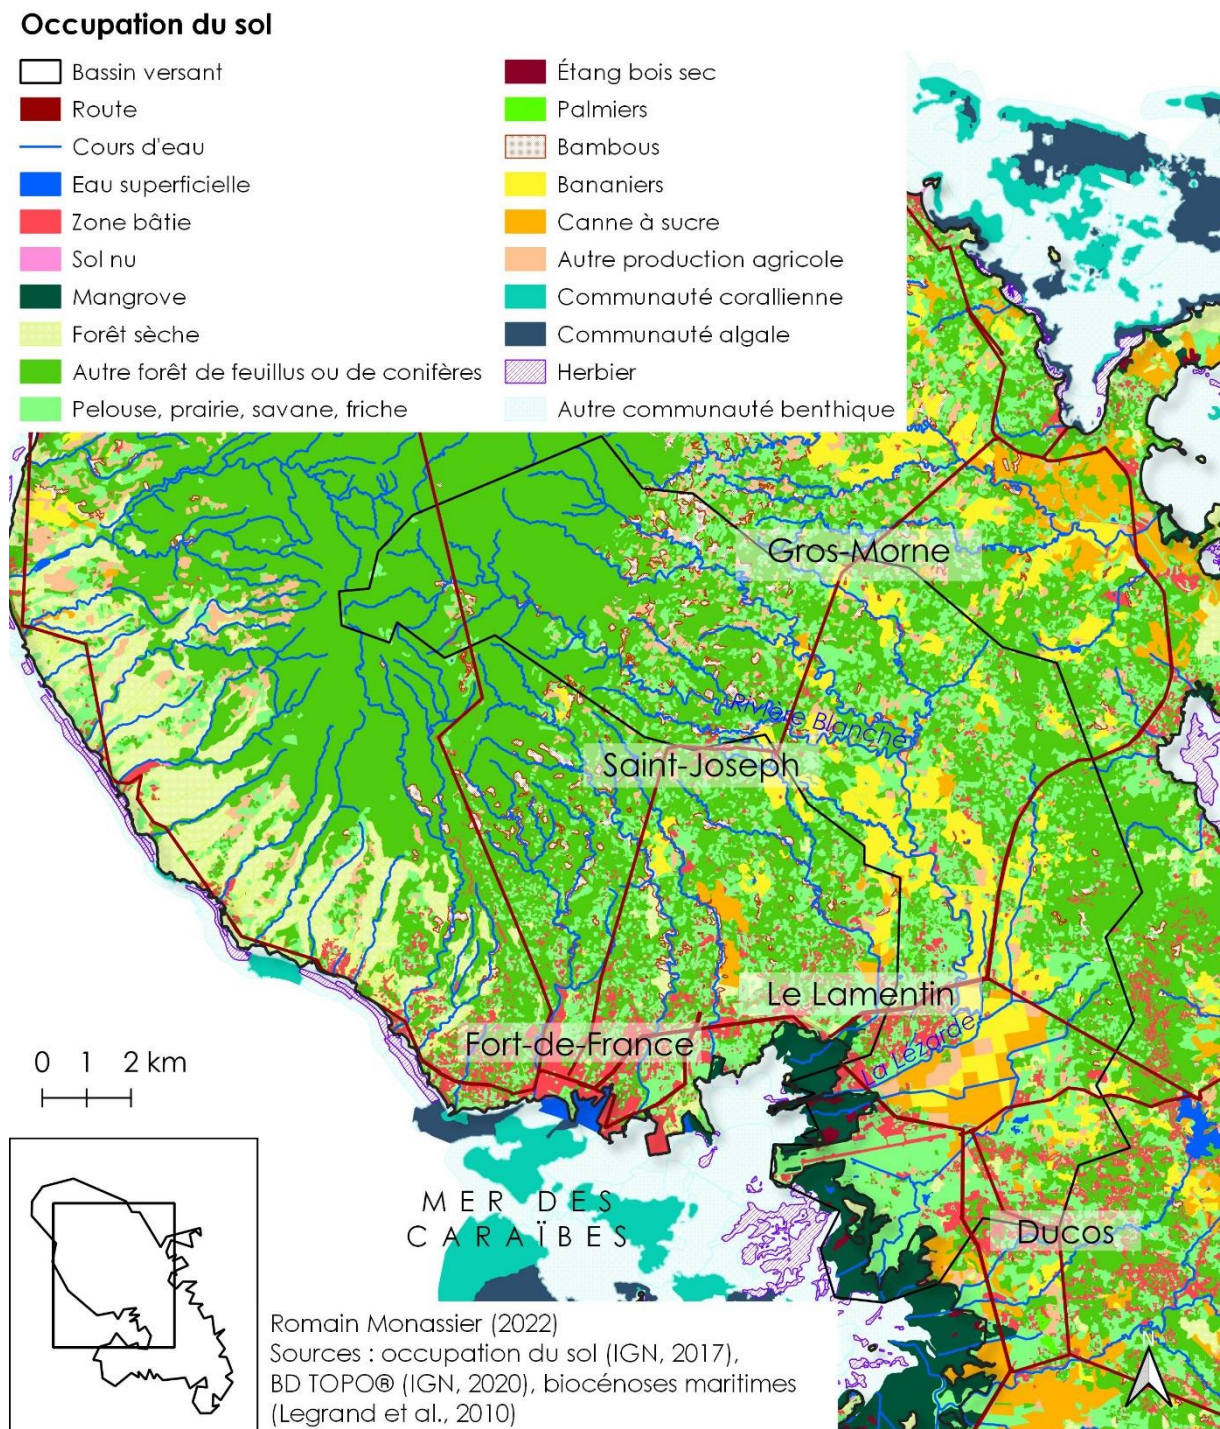 Occupation du sol
Bassin versant
Route
Cours d'eau
Eau superficielle
Zone bâtie
Sol nu
Mangrove
Forêt sèche
Autre forêt de feuillus ou de conifères
Pelouse, prairie, savane, friche
Étang bois sec
Palmiers
Bambous
Bananiers
Canne à sucre
Autre production agricole
Communauté corallienne
Communauté algale
Herbier
Autre communauté benthique
Gros-Morne
Rivière Blanche
Saint-Joseph
Le Lamentin
La Lézarde
Fort-de-France
0 1 2 km
MER DES
CARAÏBES
Ducos
Romain Monassier (2022)
Sources : occupation du sol (IGN, 2017),
BD TOPO® (IGN, 2020), biocénoses maritimes
(Legrand et al., 2010)
N